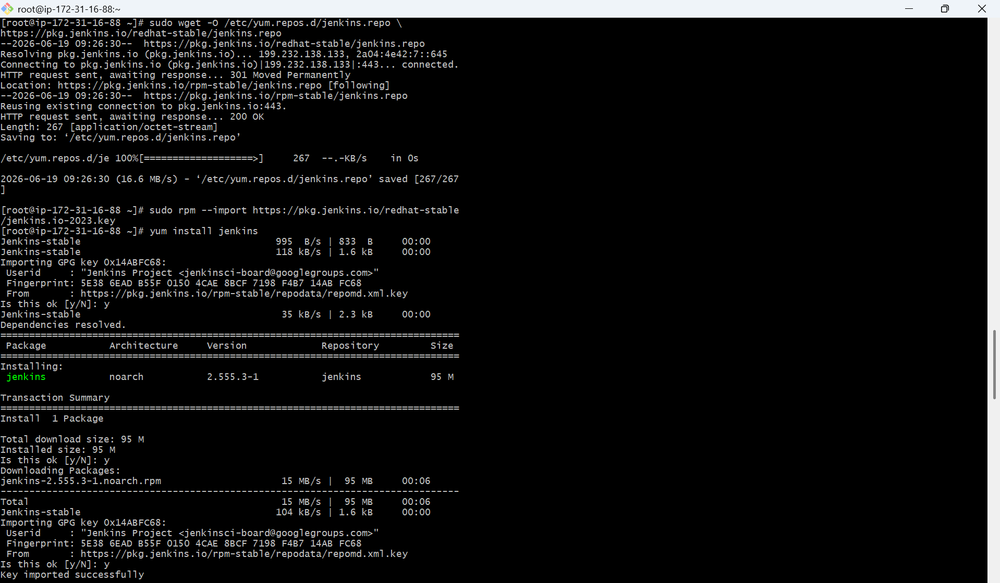 root@ip-172-31-16-88:~
[root@ip-172-31-16-88 ~]# sudo wget -O /etc/yum.repos.d/jenkins.repo \
https://pkg.jenkins.io/redhat-stable/jenkins.repo
--2026-06-19 09:26:30--  https://pkg.jenkins.io/redhat-stable/jenkins.repo
Resolving pkg.jenkins.io (pkg.jenkins.io)... 199.232.138.133, 2a04:4e42:7::645
Connecting to pkg.jenkins.io (pkg.jenkins.io)|199.232.138.133|:443... connected.
HTTP request sent, awaiting response... 301 Moved Permanently
Location: https://pkg.jenkins.io/rpm-stable/jenkins.repo [following]
--2026-06-19 09:26:30--  https://pkg.jenkins.io/rpm-stable/jenkins.repo
Reusing existing connection to pkg.jenkins.io:443.
HTTP request sent, awaiting response... 200 OK
Length: 267 [application/octet-stream]
Saving to: ‘/etc/yum.repos.d/jenkins.repo’
/etc/yum.repos.d/je 100%[===================>]     267  --.-KB/s    in 0s
2026-06-19 09:26:30 (16.6 MB/s) - ‘/etc/yum.repos.d/jenkins.repo’ saved [267/267
]
[root@ip-172-31-16-88 ~]# sudo rpm --import https://pkg.jenkins.io/redhat-stable
/jenkins.io-2023.key
[root@ip-172-31-16-88 ~]# yum install jenkins
Jenkins-stable                                  995  B/s | 833  B     00:00
Jenkins-stable                                  118 kB/s | 1.6 kB     00:00
Importing GPG key 0x14ABFC68:
 Userid     : "Jenkins Project <jenkinsci-board@googlegroups.com>"
 Fingerprint: 5E38 6EAD B55F 0150 4CAE 8BCF 7198 F4B7 14AB FC68
 From       : https://pkg.jenkins.io/rpm-stable/repodata/repomd.xml.key
Is this ok [y/N]: y
Jenkins-stable                                   35 kB/s | 2.3 kB     00:00
Dependencies resolved.
================================================================================
 Package           Architecture     Version             Repository         Size
================================================================================
Installing:
 jenkins           noarch           2.555.3-1           jenkins            95 M
Transaction Summary
================================================================================
Install  1 Package
Total download size: 95 M
Installed size: 95 M
Is this ok [y/N]: y
Downloading Packages:
jenkins-2.555.3-1.noarch.rpm                     15 MB/s |  95 MB     00:06
--------------------------------------------------------------------------------
Total                                            15 MB/s |  95 MB     00:06
Jenkins-stable                                  104 kB/s | 1.6 kB     00:00
Importing GPG key 0x14ABFC68:
 Userid     : "Jenkins Project <jenkinsci-board@googlegroups.com>"
 Fingerprint: 5E38 6EAD B55F 0150 4CAE 8BCF 7198 F4B7 14AB FC68
 From       : https://pkg.jenkins.io/rpm-stable/repodata/repomd.xml.key
Is this ok [y/N]: y
Key imported successfully